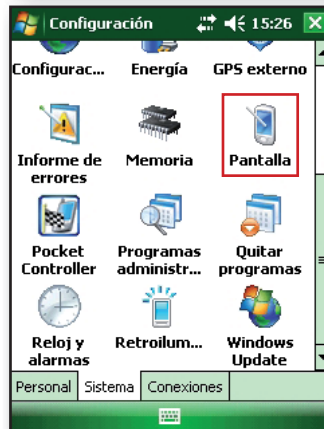 Configuración 15:26
Configurac... Energía GPS externo
Informe de errores Memoria Pantalla
Pocket Controller Programas administr... Quitar programas
Reloj y alarmas Retroilum... Windows Update
Personal Sistema Conexiones